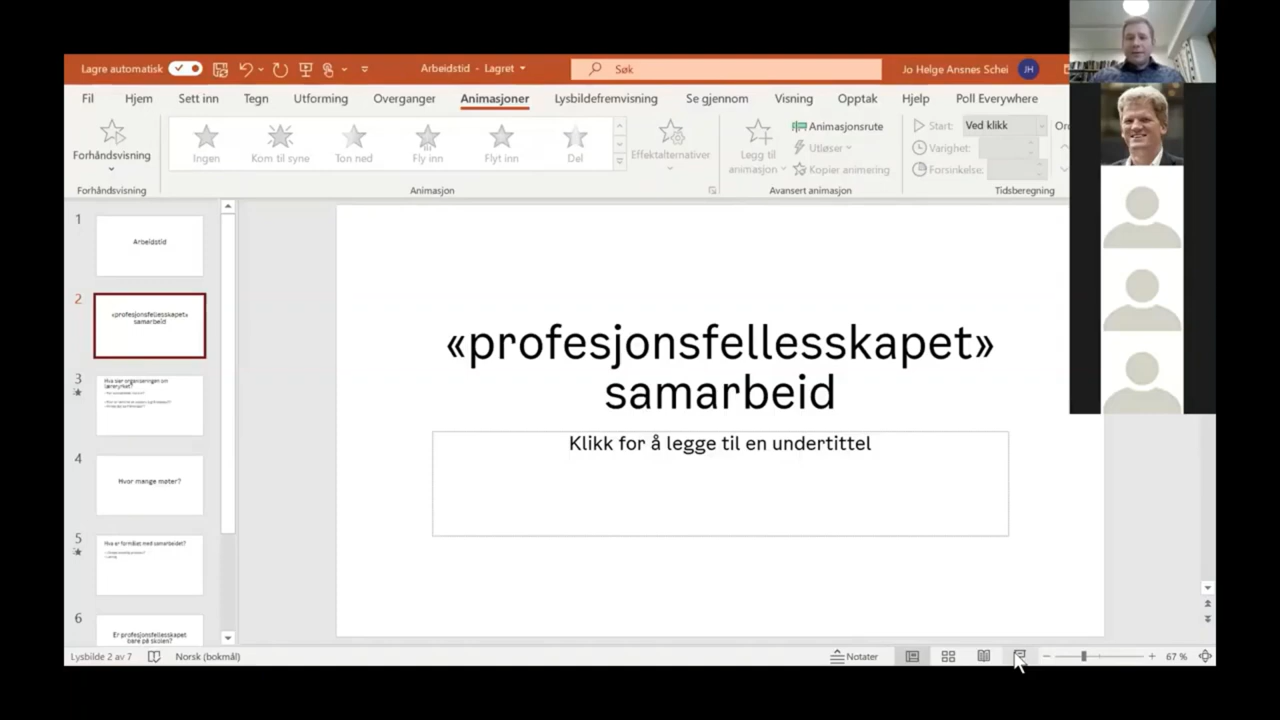 Lagre automatisk
Arbeidstid - Lagret
Søk
Jo Helge Ansnes Schei
JH
Fil
Hjem
Sett inn
Tegn
Utforming
Overganger
Animasjoner
Lysbildefremvisning
Se gjennom
Visning
Opptak
Hjelp
Poll Everywhere
Forhåndsvisning
Ingen
Kom til syne
Ton ned
Fly inn
Flyt inn
Del
Effektalternativer
Legg til
animasjon
Animasjonsrute
Utløser
Kopier animering
Start:
Ved klikk
Varighet:
Forsinkelse:
Forhåndsvisning
Animasjon
Avansert animasjon
Tidsberegning
1
Arbeidstid
2
«profesjonsfellesskapet»
samarbeid
3
4
Hvor mange møter?
5
Hva er formålet med samarbeidet?
6
Er profesjonsfellesskapet
bare på skolen?
«profesjonsfellesskapet»
samarbeid
Klikk for å legge til en undertittel
Lysbilde 2 av 7
Norsk (bokmål)
Notater
67 %